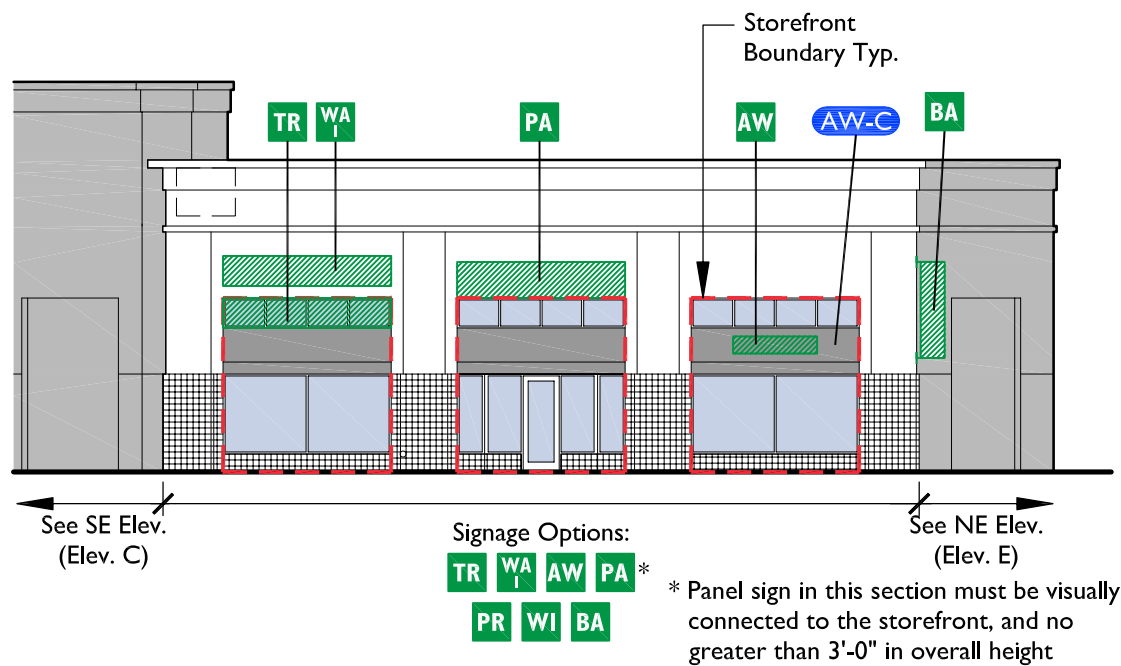 Storefront
Boundary Typ.
TR
WA
I
PA
AW
AW-C
BA
See SE Elev.
(Elev. C)
See NE Elev.
(Elev. E)
Signage Options:
TR WA I AW PA *
PR WI BA
* Panel sign in this section must be visually
connected to the storefront, and no
greater than 3'-0" in overall height